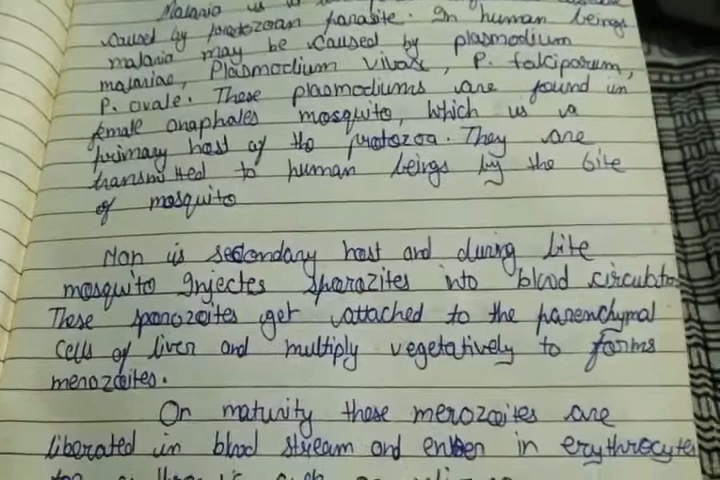 Malaria is
caused by protozoan parasite. In human beings
malaria may be caused by plasmodium
malariae, Plasmodium vivax, P. falciparum,
P. ovale. These plasmodiums are found in
female anaphales mosquito, which is a
primary host of the protozoa. They are
transmitted to human beings by the bite
of mosquito
Man is secondary host and during bite
mosquito Injectes sporozites into blood circulatio
These sporozoites get attached to the parenchymal
cells of liver and multiply vegetatively to forms
merozoites.
On maturity these merozoites are
liberated in blood stream and enter in erythrocytes